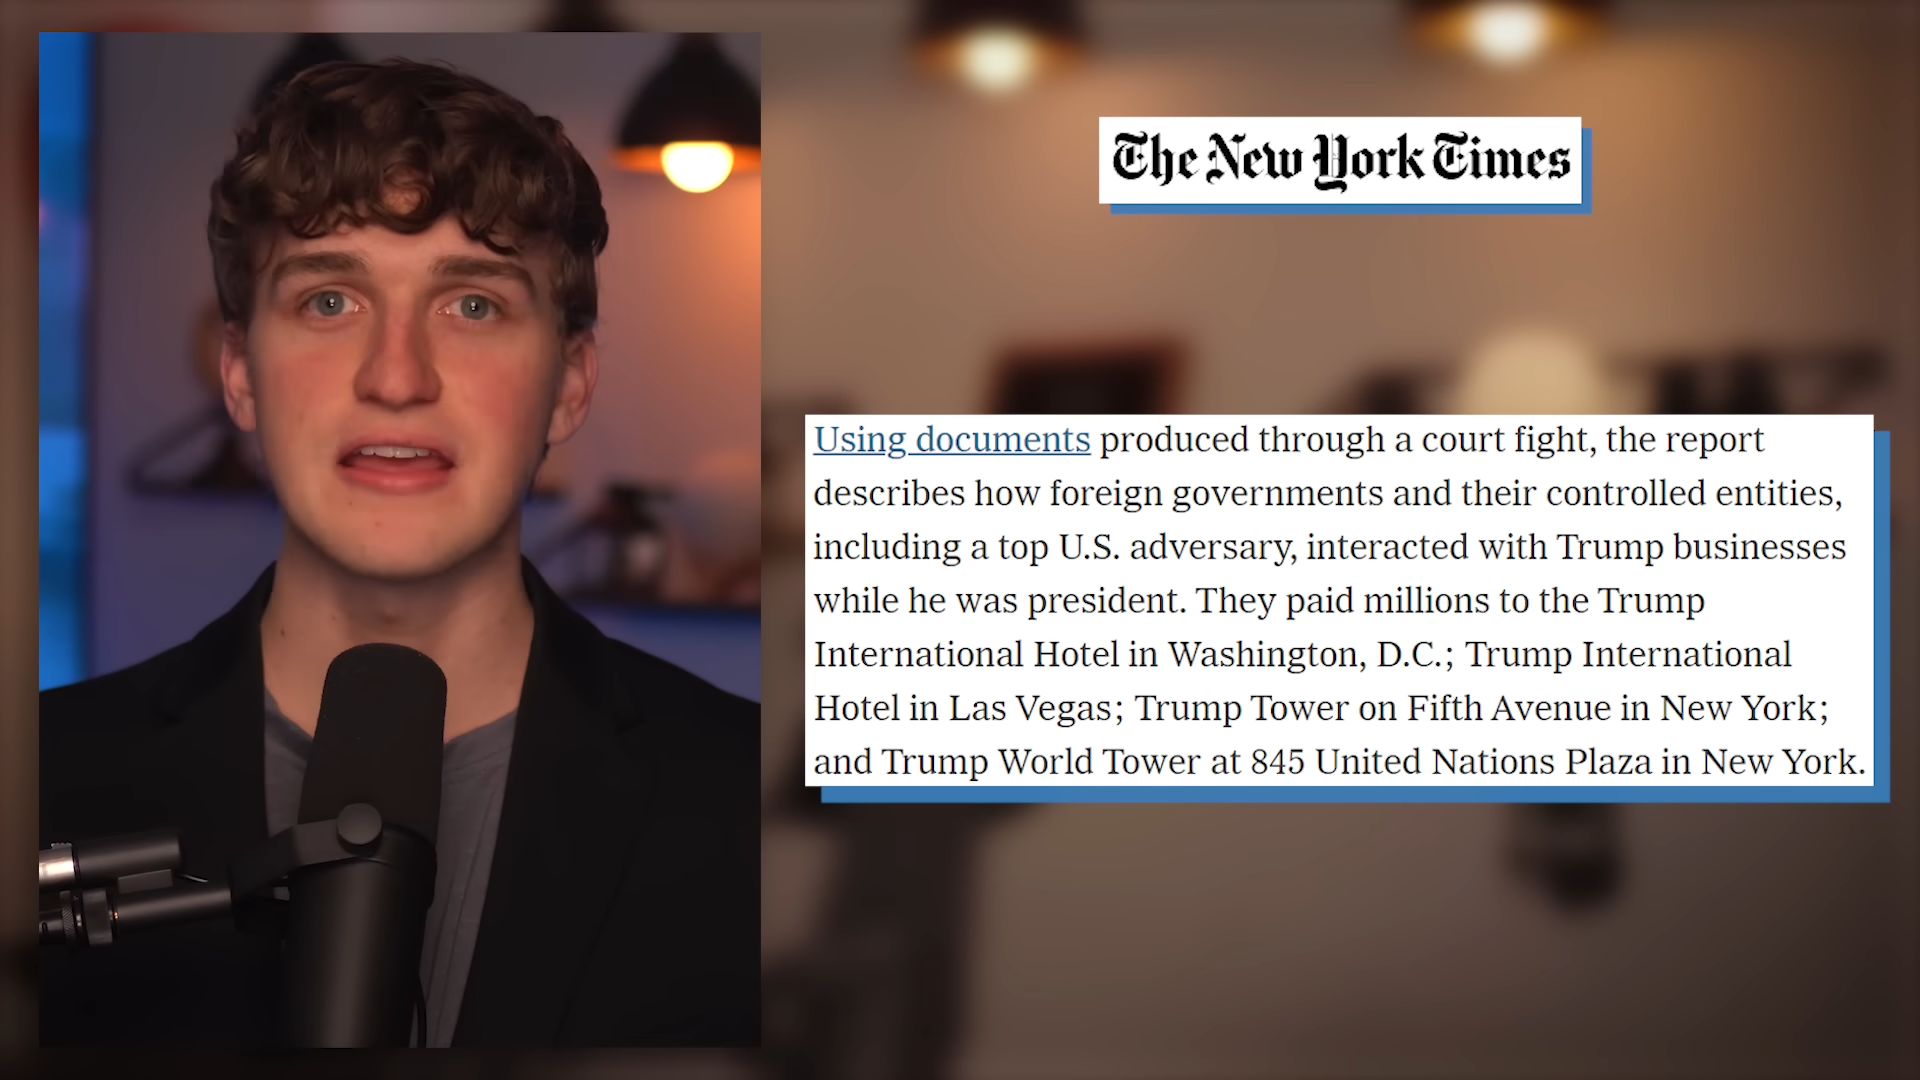 The New York Times
Using documents produced through a court fight, the report
describes how foreign governments and their controlled entities,
including a top U.S. adversary, interacted with Trump businesses
while he was president. They paid millions to the Trump
International Hotel in Washington, D.C.; Trump International
Hotel in Las Vegas; Trump Tower on Fifth Avenue in New York;
and Trump World Tower at 845 United Nations Plaza in New York.